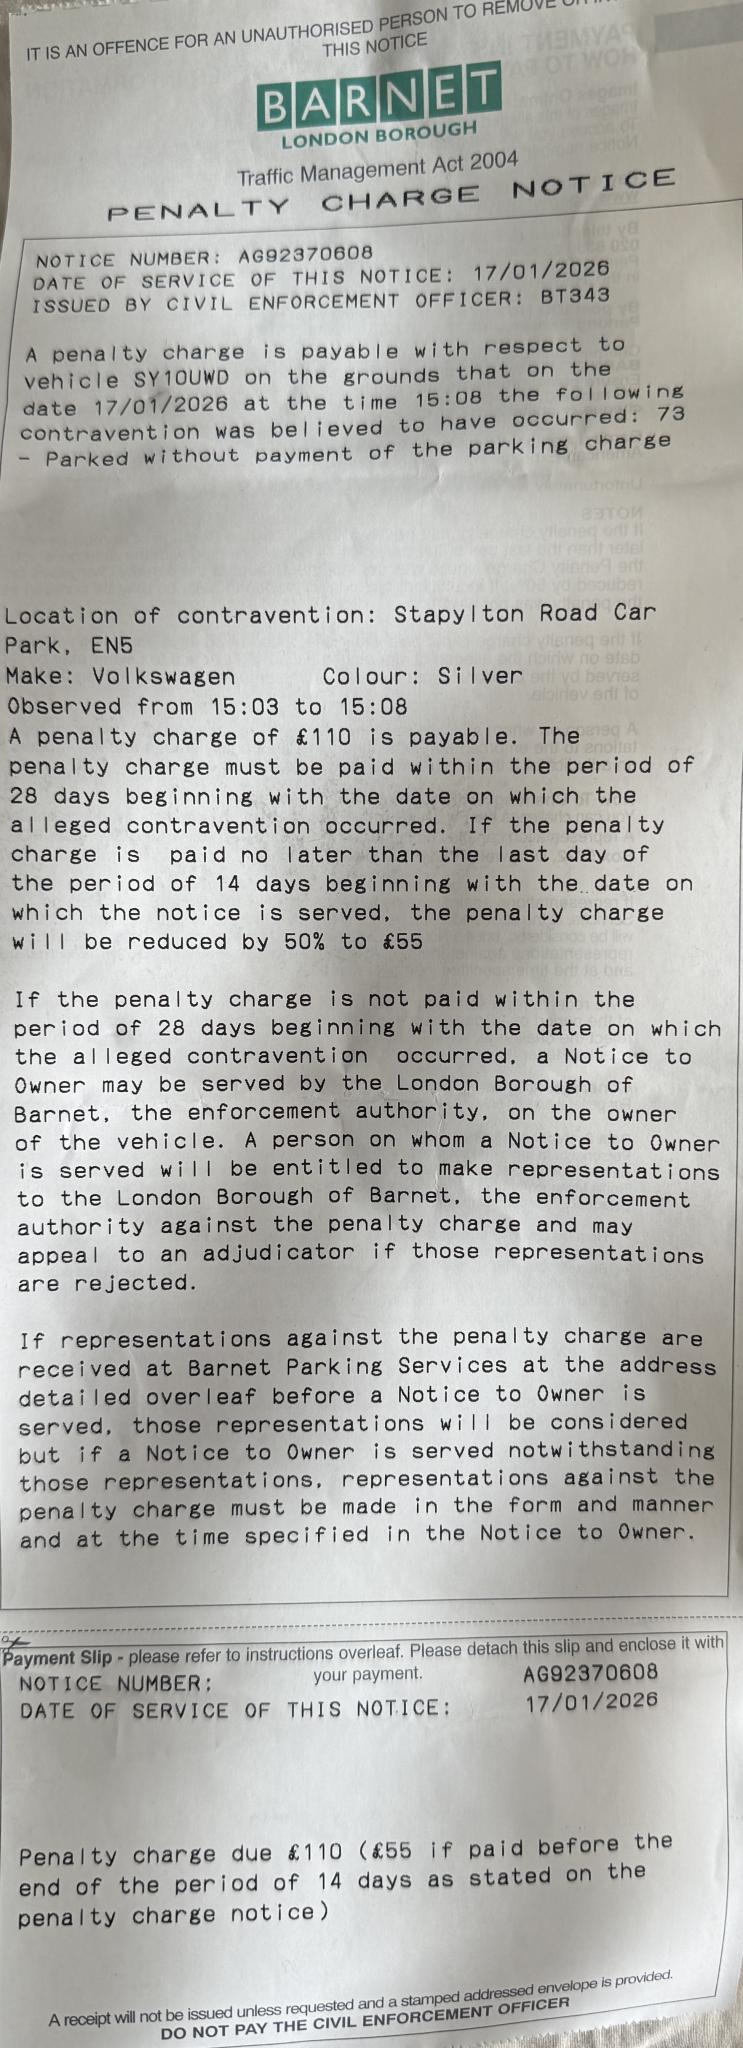 IT IS AN OFFENCE FOR AN UNAUTHORISED PERSON TO REMOVE OR
THIS NOTICE
BARNET
LONDON BOROUGH
Traffic Management Act 2004
PENALTY CHARGE NOTICE
NOTICE NUMBER: AG92370608
DATE OF SERVICE OF THIS NOTICE: 17/01/2026
ISSUED BY CIVIL ENFORCEMENT OFFICER: BT343
A penalty charge is payable with respect to
vehicle SY10UWD on the grounds that on the
date 17/01/2026 at the time 15:08 the following
contravention was believed to have occurred: 73
- Parked without payment of the parking charge
Location of contravention: Stapylton Road Car
Park, EN5
Make: Volkswagen Colour: Silver
Observed from 15:03 to 15:08
A penalty charge of £110 is payable. The
penalty charge must be paid within the period of
28 days beginning with the date on which the
alleged contravention occurred. If the penalty
charge is paid no later than the last day of
the period of 14 days beginning with the date on
which the notice is served, the penalty charge
will be reduced by 50% to £55
If the penalty charge is not paid within the
period of 28 days beginning with the date on which
the alleged contravention occurred, a Notice to
Owner may be served by the London Borough of
Barnet, the enforcement authority, on the owner
of the vehicle. A person on whom a Notice to Owner
is served will be entitled to make representations
to the London Borough of Barnet, the enforcement
authority against the penalty charge and may
appeal to an adjudicator if those representations
are rejected.
If representations against the penalty charge are
received at Barnet Parking Services at the address
detailed overleaf before a Notice to Owner is
served, those representations will be considered
but if a Notice to Owner is served notwithstanding
those representations, representations against the
penalty charge must be made in the form and manner
and at the time specified in the Notice to Owner.
Payment Slip - please refer to instructions overleaf. Please detach this slip and enclose it with
your payment.
NOTICE NUMBER: AG92370608
DATE OF SERVICE OF THIS NOTICE: 17/01/2026
Penalty charge due £110 (£55 if paid before the
end of the period of 14 days as stated on the
penalty charge notice)
A receipt will not be issued unless requested and a stamped addressed envelope is provided.
DO NOT PAY THE CIVIL ENFORCEMENT OFFICER